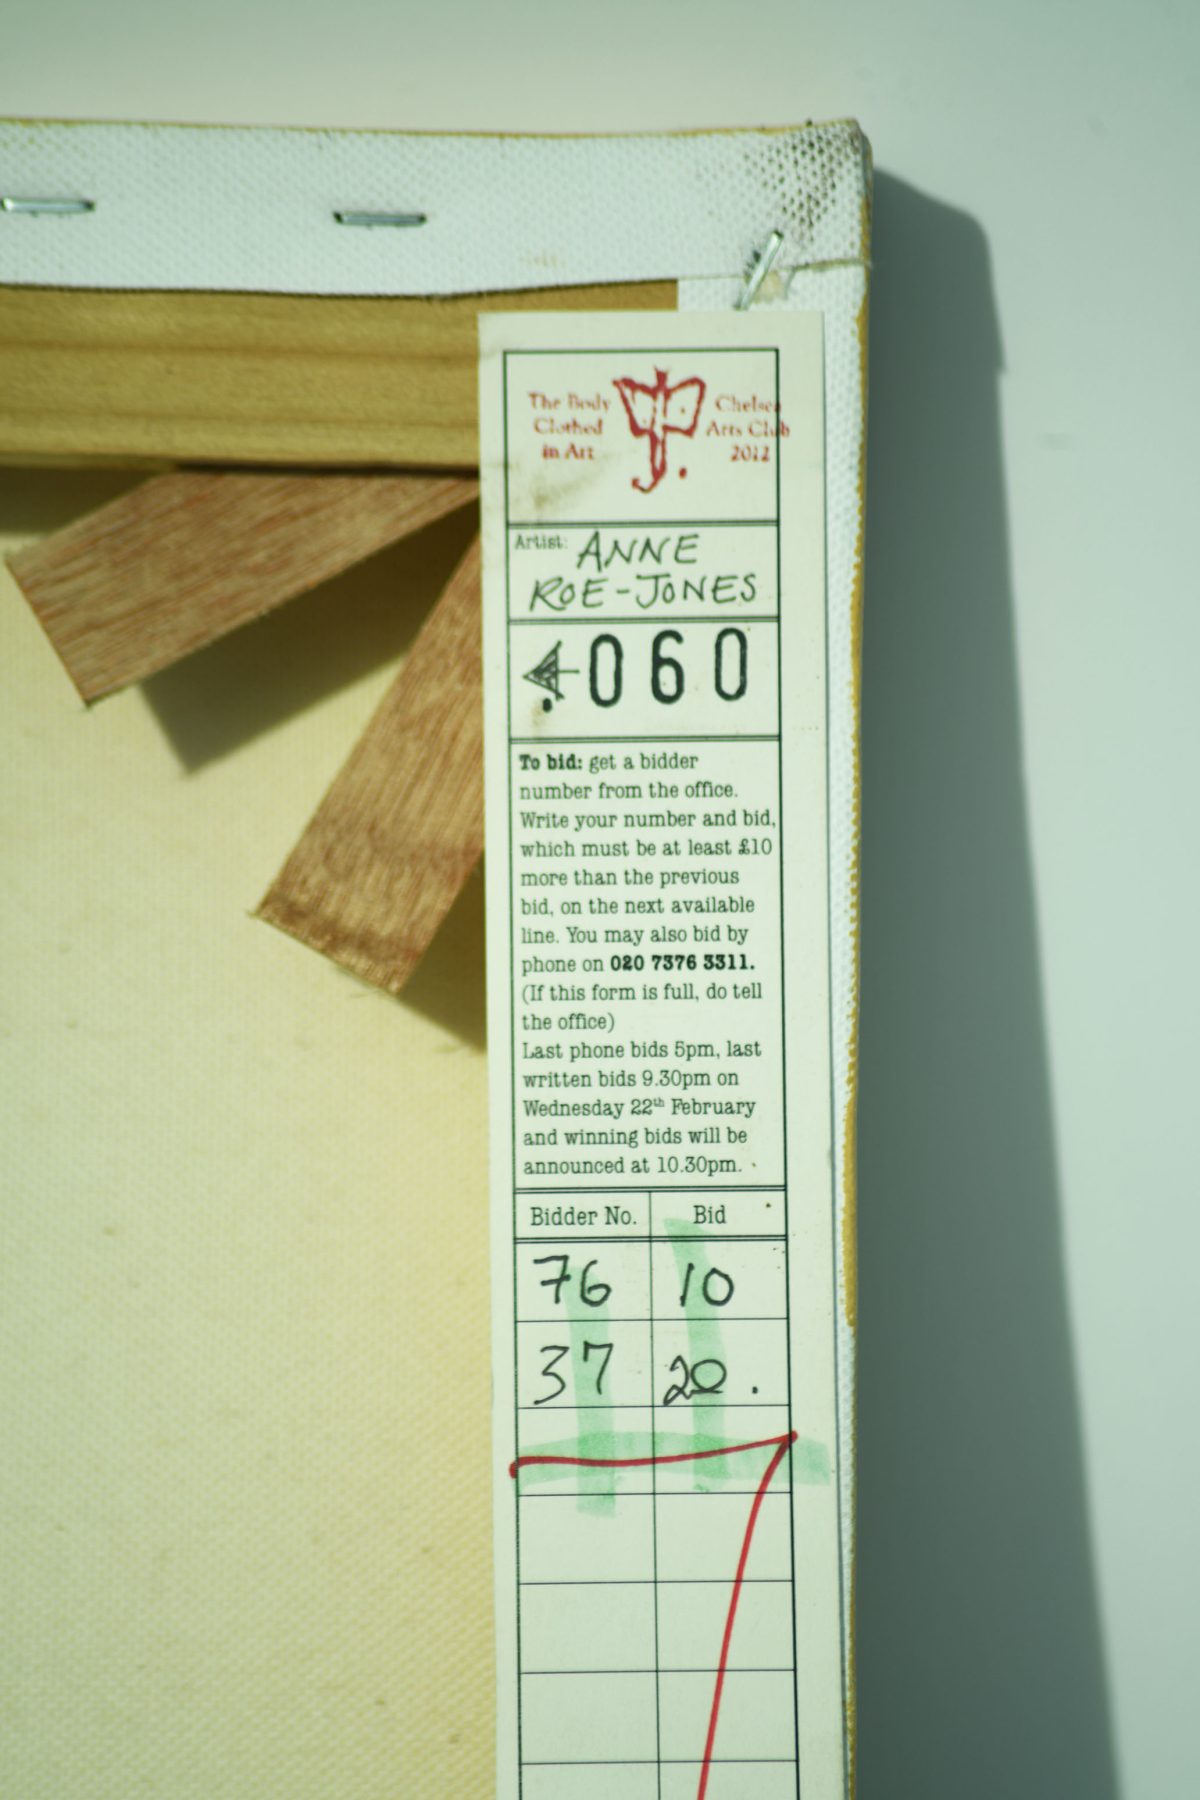 The Body
Clothed
in Art
Chelsea
Arts Club
2012
Artist: ANNE
ROE-JONES
060
To bid: get a bidder
number from the office.
Write your number and bid,
which must be at least £10
more than the previous
bid, on the next available
line. You may also bid by
phone on 020 7376 3311.
(If this form is full, do tell
the office)
Last phone bids 5pm, last
written bids 9.30pm on
Wednesday 22th February
and winning bids will be
announced at 10.30pm.
Bidder No. Bid
76 10
37 20.